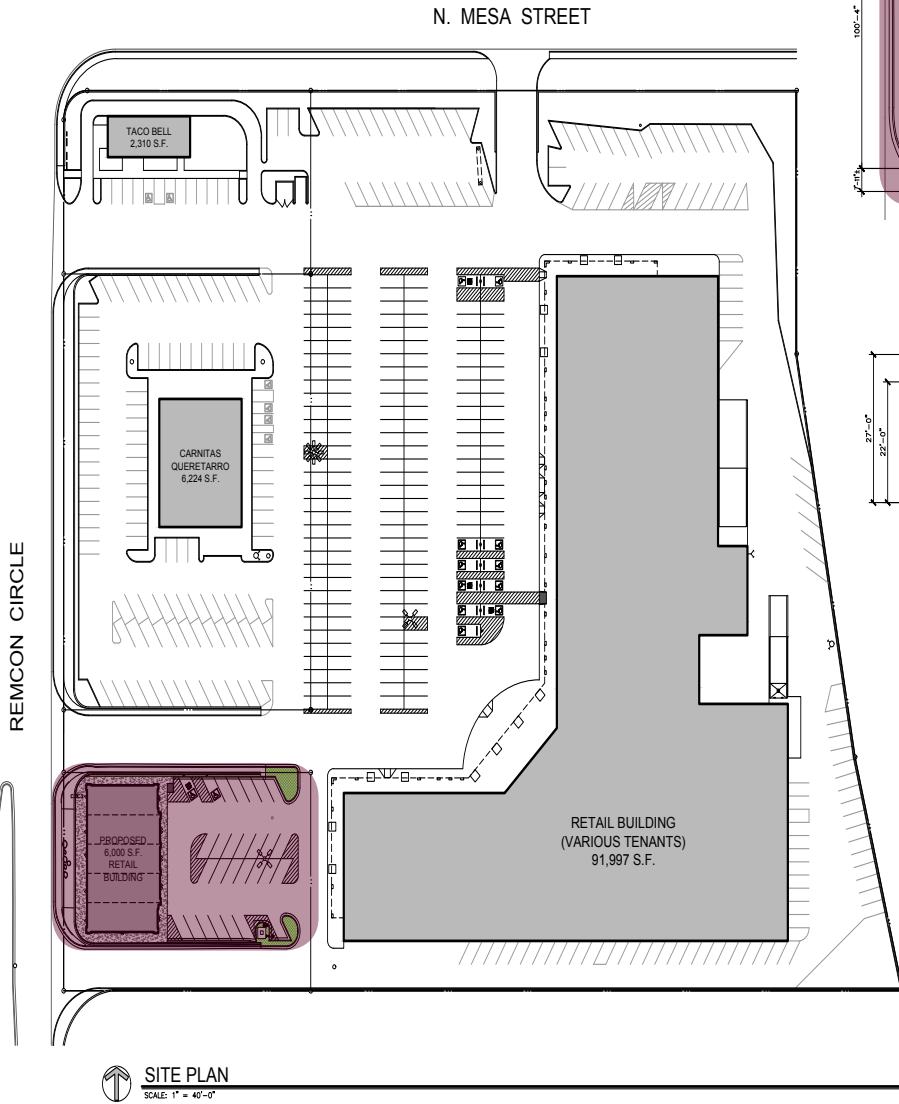 N. MESA STREET
100'-4"
TACO BELL
2,310 S.F.
27'-0"
22'-0"
CARNITAS
QUERETARRO
6,224 S.F.
REMCON CIRCLE
PROPOSED
6,000 S.F.
RETAIL
BUILDING
RETAIL BUILDING
(VARIOUS TENANTS)
91,997 S.F.
SITE PLAN
SCALE: 1" = 40'-0"